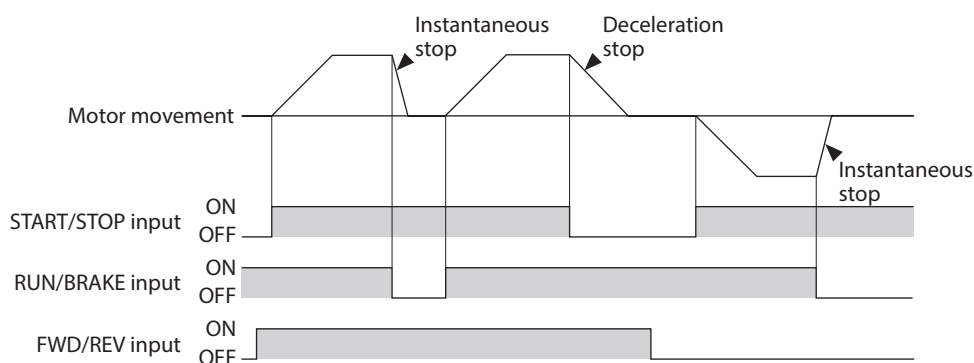 Instantaneous
stop
Deceleration
stop
Motor movement
Instantaneous
stop
START/STOP input
ON
OFF
RUN/BRAKE input
ON
OFF
FWD/REV input
ON
OFF